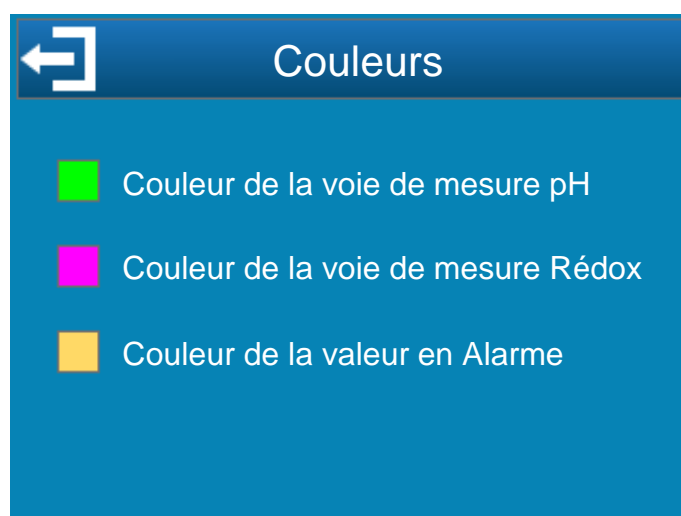 Couleurs
Couleur de la voie de mesure pH
Couleur de la voie de mesure Rédox
Couleur de la valeur en Alarme